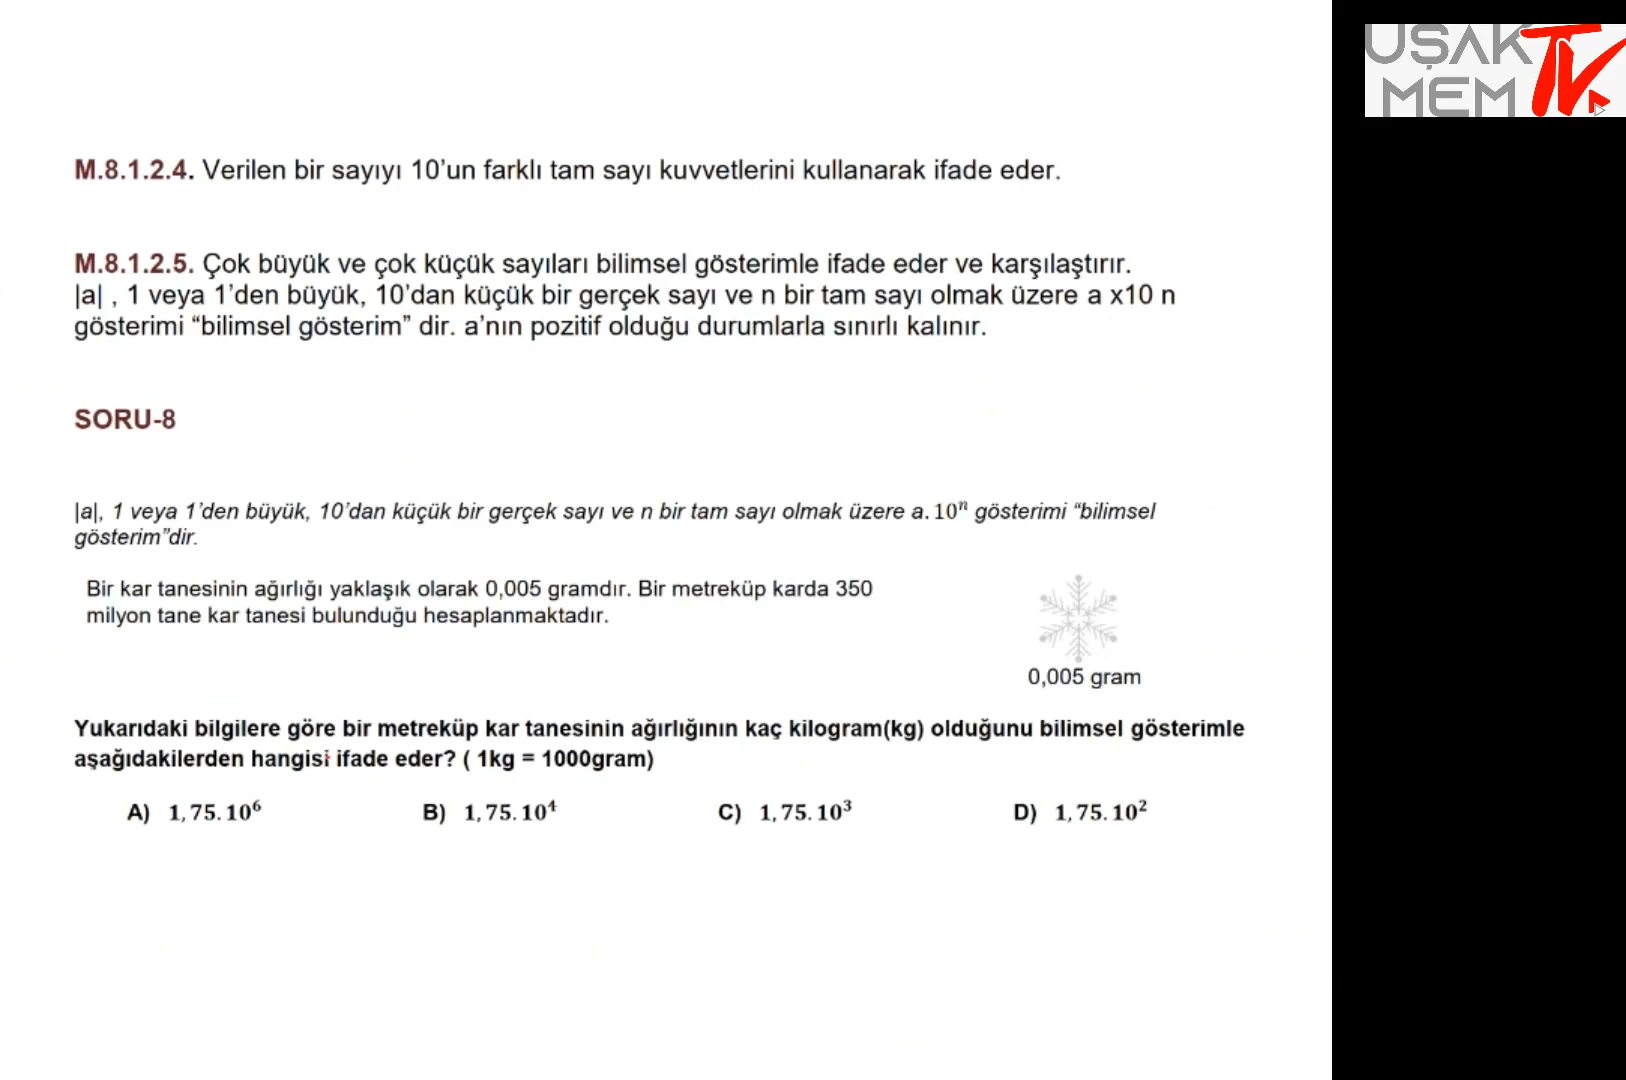 UŞAK TV
MEM
M.8.1.2.4. Verilen bir sayıyı 10’un farklı tam sayı kuvvetlerini kullanarak ifade eder.
M.8.1.2.5. Çok büyük ve çok küçük sayıları bilimsel gösterimle ifade eder ve karşılaştırır.
|a| , 1 veya 1’den büyük, 10’dan küçük bir gerçek sayı ve n bir tam sayı olmak üzere a x10 n
gösterimi “bilimsel gösterim” dir. a’nın pozitif olduğu durumlarla sınırlı kalınır.
SORU-8
|a|, 1 veya 1’den büyük, 10’dan küçük bir gerçek sayı ve n bir tam sayı olmak üzere a. 10ⁿ gösterimi “bilimsel
gösterim”dir.
Bir kar tanesinin ağırlığı yaklaşık olarak 0,005 gramdır. Bir metreküp karda 350
milyon tane kar tanesi bulunduğu hesaplanmaktadır.
0,005 gram
Yukarıdaki bilgilere göre bir metreküp kar tanesinin ağırlığının kaç kilogram(kg) olduğunu bilimsel gösterimle
aşağıdakilerden hangisi ifade eder? ( 1kg = 1000gram)
A) 1,75. 10⁶ B) 1,75. 10⁴ C) 1,75. 10³ D) 1,75. 10²